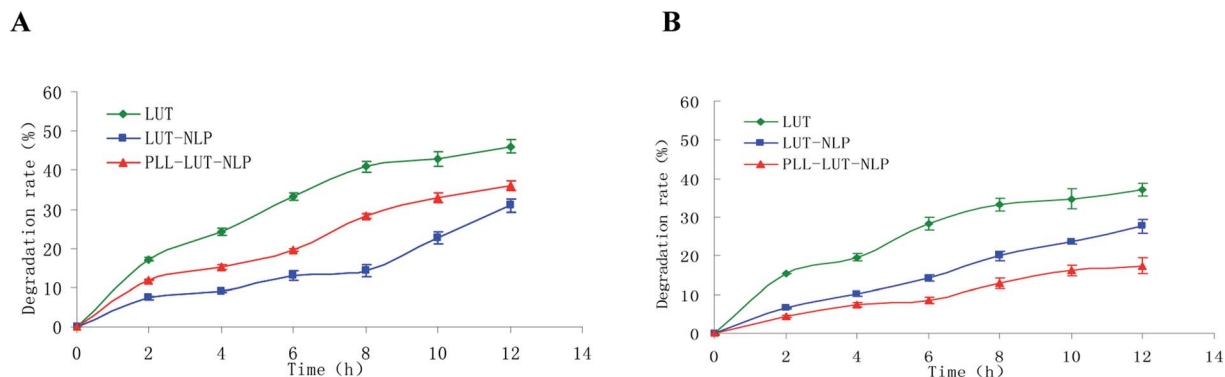 A
B
Degradation rate (%)
60
50
40
30
20
10
0
LUT
LUT-NLP
PLL-LUT-NLP
0 2 4 6 8 10 12 14
Time (h)
Degradation rate (%)
60
50
40
30
20
10
0
LUT
LUT-NLP
PLL-LUT-NLP
0 2 4 6 8 10 12 14
Time (h)